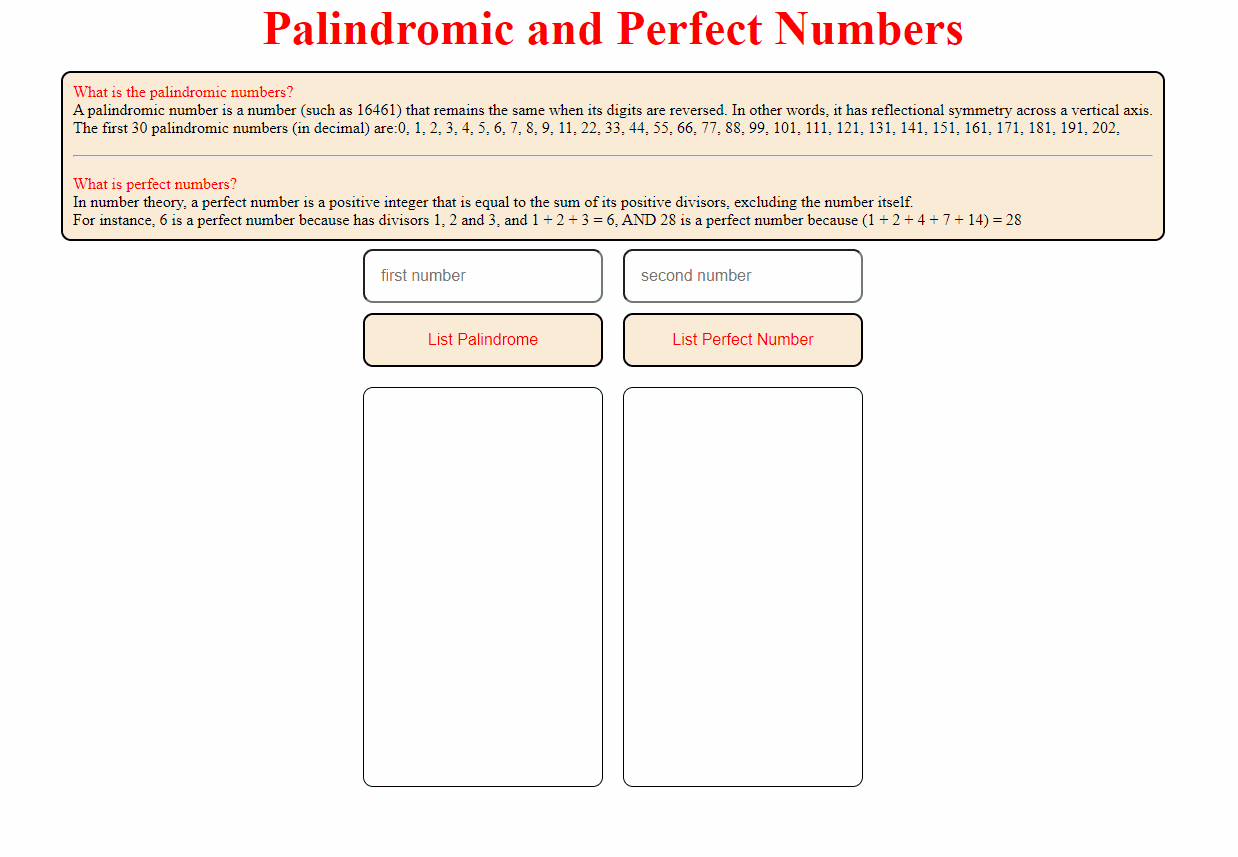 Palindromic and Perfect Numbers
What is the palindromic numbers?
A palindromic number is a number (such as 16461) that remains the same when its digits are reversed. In other words, it has reflectional symmetry across a vertical axis.
The first 30 palindromic numbers (in decimal) are:0, 1, 2, 3, 4, 5, 6, 7, 8, 9, 11, 22, 33, 44, 55, 66, 77, 88, 99, 101, 111, 121, 131, 141, 151, 161, 171, 181, 191, 202,
What is perfect numbers?
In number theory, a perfect number is a positive integer that is equal to the sum of its positive divisors, excluding the number itself.
For instance, 6 is a perfect number because has divisors 1, 2 and 3, and 1 + 2 + 3 = 6, AND 28 is a perfect number because (1 + 2 + 4 + 7 + 14) = 28
first number
second number
List Palindrome
List Perfect Number